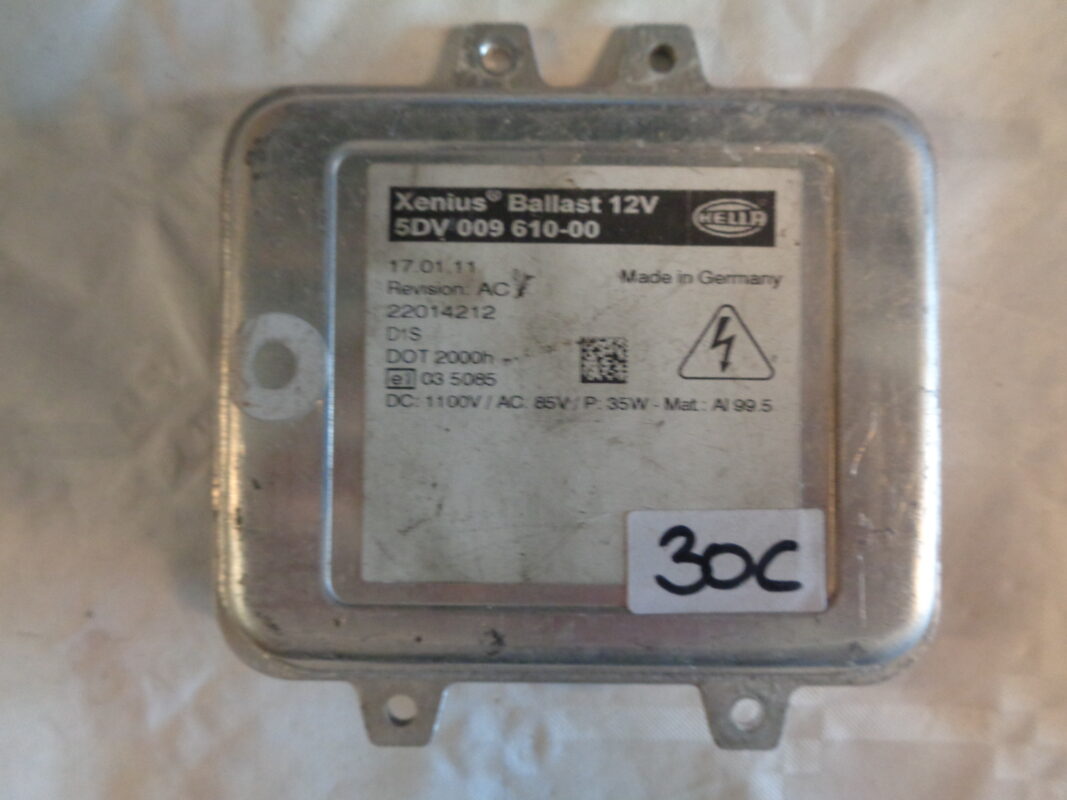 Xenius® Ballast 12V
5DV 009 610-00
HELLA
17.01.11
Made in Germany
Revision: AC
22014212
D1S
DOT 2000h
e1 03 5085
DC: 1100V / AC: 85V / P: 35W - Mat.: Al 99.5
30C